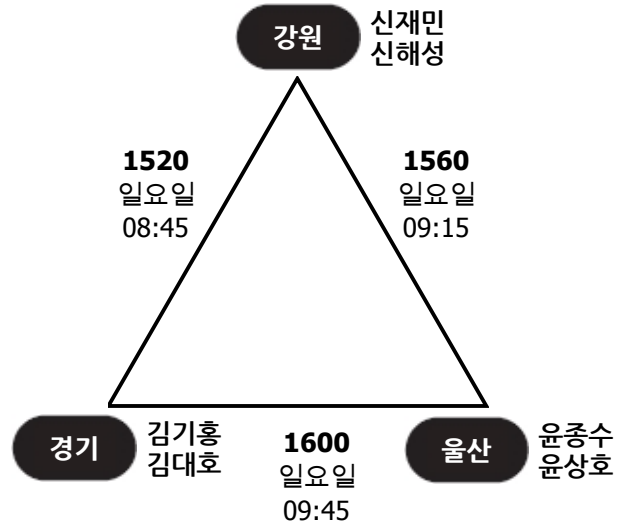 강원
신재민
신해성
1520
일요일
08:45
1560
일요일
09:15
경기
김기홍
김대호
1600
일요일
09:45
울산
윤종수
윤상호